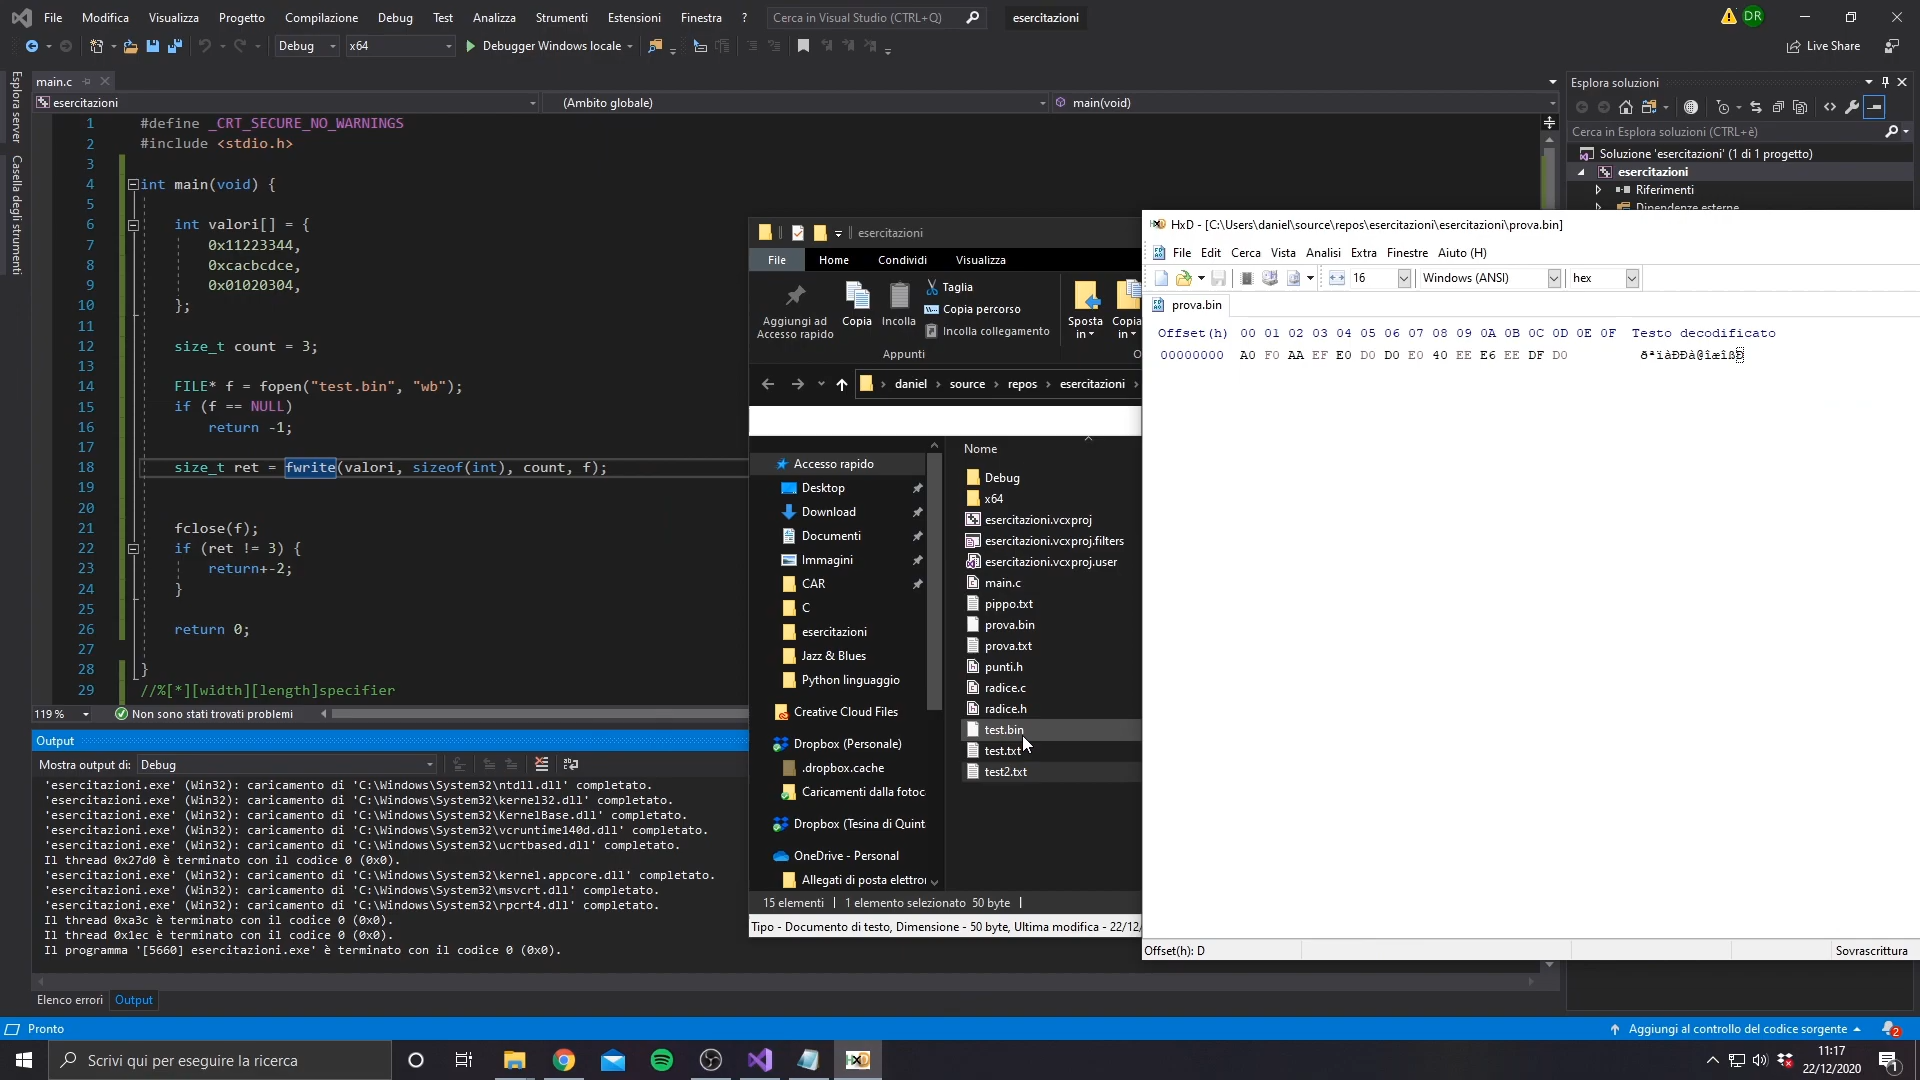 File Modifica Visualizza Progetto Compilazione Debug Test Analizza Strumenti Estensioni Finestra ? Cerca in Visual Studio (CTRL+Q) esercitazioni DR
Debug x64 Debugger Windows locale Live Share
Esplora server
Casella degli strumenti
main.c
esercitazioni (Ambito globale) main(void)
1 #define _CRT_SECURE_NO_WARNINGS
2 #include <stdio.h>
3
4 int main(void) {
5
6 int valori[] = {
7 0x11223344,
8 0xcacbcdce,
9 0x01020304,
10 };
11
12 size_t count = 3;
13
14 FILE* f = fopen("test.bin", "wb");
15 if (f == NULL)
16 return -1;
17
18 size_t ret = fwrite(valori, sizeof(int), count, f);
19
20
21 fclose(f);
22 if (ret != 3) {
23 return+-2;
24 }
25
26 return 0;
27
28 }
29 //%[*][width][length]specifier
119 % Non sono stati trovati problemi
Output
Mostra output di: Debug
'esercitazioni.exe' (Win32): caricamento di 'C:\Windows\System32\ntdll.dll' completato.
'esercitazioni.exe' (Win32): caricamento di 'C:\Windows\System32\kernel32.dll' completato.
'esercitazioni.exe' (Win32): caricamento di 'C:\Windows\System32\KernelBase.dll' completato.
'esercitazioni.exe' (Win32): caricamento di 'C:\Windows\System32\vcruntime140d.dll' completato.
'esercitazioni.exe' (Win32): caricamento di 'C:\Windows\System32\ucrtbased.dll' completato.
Il thread 0x27d0 è terminato con il codice 0 (0x0).
'esercitazioni.exe' (Win32): caricamento di 'C:\Windows\System32\kernel.appcore.dll' completato.
'esercitazioni.exe' (Win32): caricamento di 'C:\Windows\System32\msvcrt.dll' completato.
'esercitazioni.exe' (Win32): caricamento di 'C:\Windows\System32\rpcrt4.dll' completato.
Il thread 0xa3c è terminato con il codice 0 (0x0).
Il thread 0x1ec è terminato con il codice 0 (0x0).
Il programma '[5660] esercitazioni.exe' è terminato con il codice 0 (0x0).
Elenco errori Output
Pronto Aggiungi al controllo del codice sorgente 2
Esplora soluzioni
Cerca in Esplora soluzioni (CTRL+è)
Soluzione 'esercitazioni' (1 di 1 progetto)
esercitazioni
Riferimenti
Dipendenze esterne
esercitazioni
File Home Condividi Visualizza
Aggiungi ad
Accesso rapido
Copia
Incolla
Taglia
Copia percorso
Incolla collegamento
Sposta
in
Copia
in
Appunti
daniel source repos esercitazioni
Nome
Accesso rapido
Desktop
Download
Documenti
Immagini
CAR
C
esercitazioni
Jazz & Blues
Python linguaggio
Creative Cloud Files
Dropbox (Personale)
.dropbox.cache
Caricamenti dalla fotoc
Dropbox (Tesina di Quint
OneDrive - Personal
Allegati di posta elettro
Debug
x64
esercitazioni.vcxproj
esercitazioni.vcxproj.filters
esercitazioni.vcxproj.user
main.c
pippo.txt
prova.bin
prova.txt
punti.h
radice.c
radice.h
test.bin
test.txt
test2.txt
15 elementi 1 elemento selezionato 50 byte
Tipo - Documento di testo, Dimensione - 50 byte, Ultima modifica - 22/12/
HxD - [C:\Users\daniel\source\repos\esercitazioni\esercitazioni\prova.bin]
File Edit Cerca Vista Analisi Extra Finestre Aiuto (H)
16 Windows (ANSI) hex
prova.bin
Offset(h) 00 01 02 03 04 05 06 07 08 09 0A 0B 0C 0D 0E 0F Testo decodificato
00000000 A0 F0 AA EF E0 D0 D0 E0 40 EE E6 EE DF D0 ðªïàÐÐà@îæîßÐ
Offset(h): D Sovrascrittura
Scrivi qui per eseguire la ricerca
11:17
22/12/2020
1